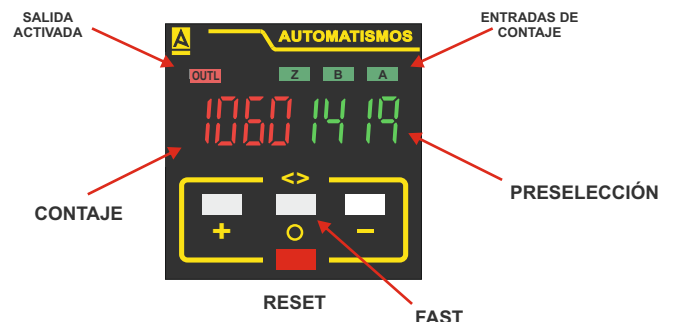 SALIDA
ACTIVADA
ENTRADAS DE
CONTAJE
A AUTOMATISMOS
OUTL Z B A
1060 1419
<>
+ O −
CONTAJE
PRESELECCIÓN
RESET
FAST